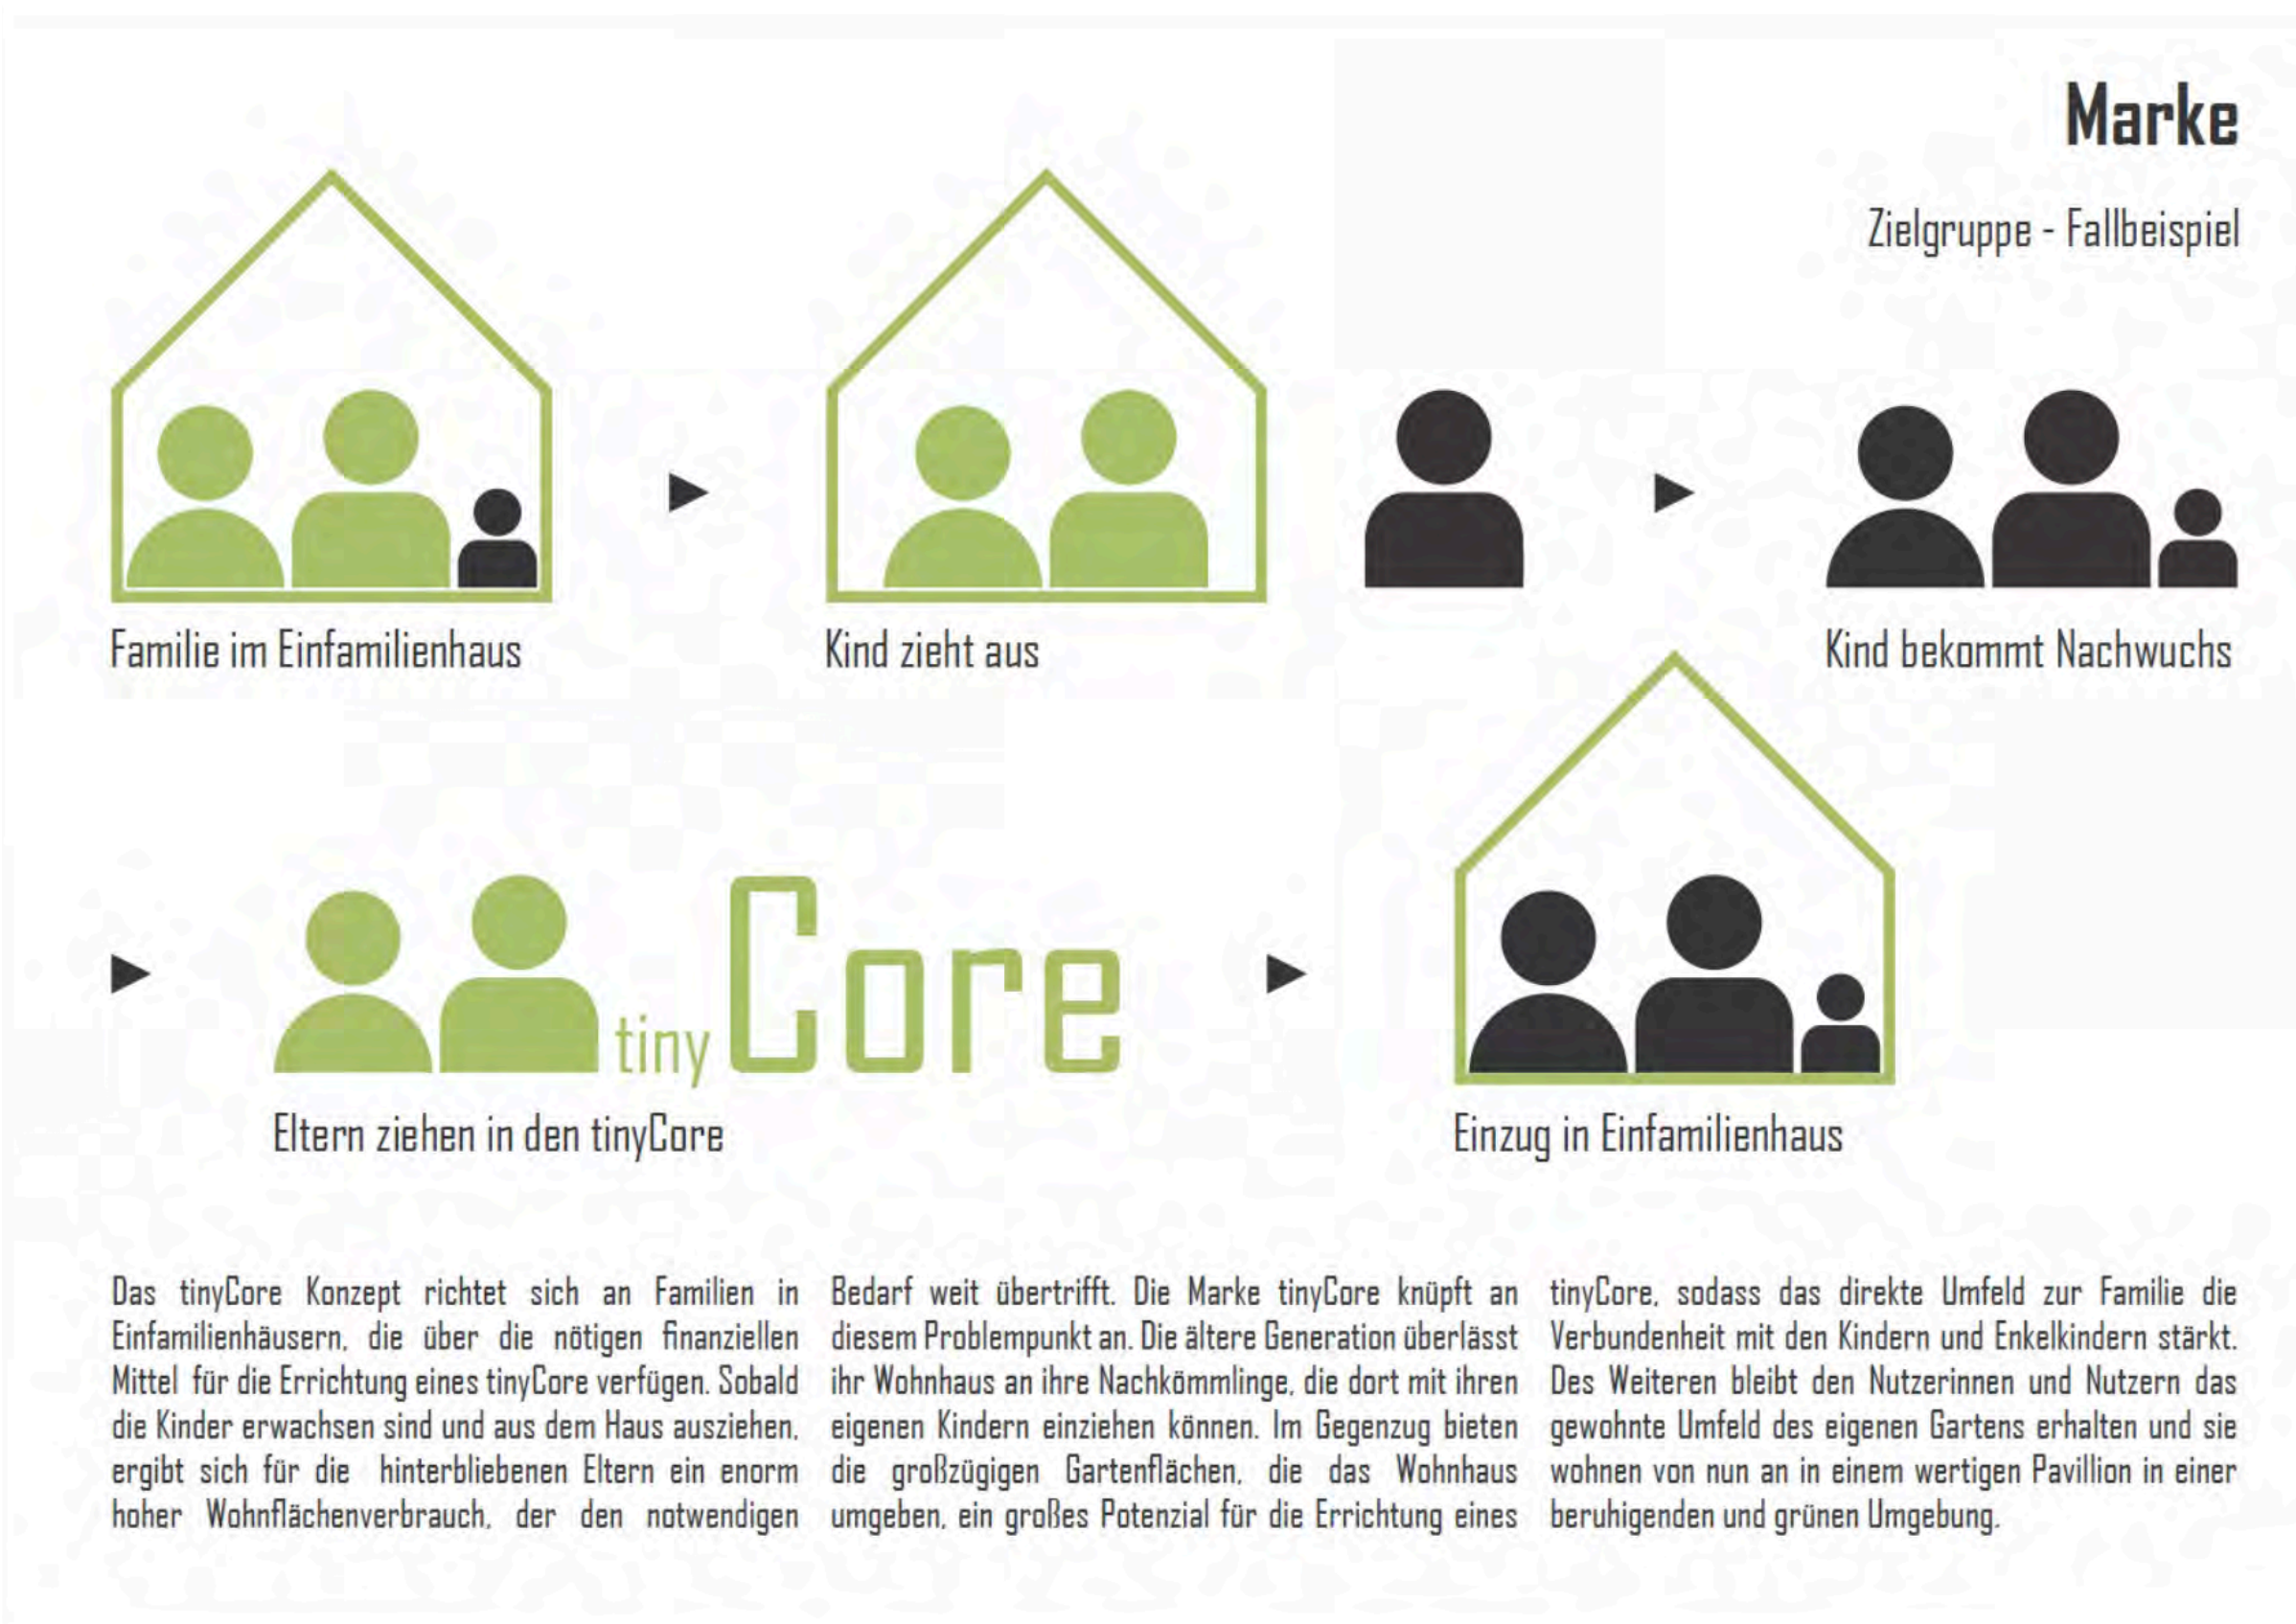 Marke
Zielgruppe - Fallbeispiel
Familie im Einfamilienhaus
Kind zieht aus
Kind bekommt Nachwuchs
tinyCore
Eltern ziehen in den tinyCore
Einzug in Einfamilienhaus
Das tinyCore Konzept richtet sich an Familien in
Einfamilienhäusern, die über die nötigen finanziellen
Mittel für die Errichtung eines tinyCore verfügen. Sobald
die Kinder erwachsen sind und aus dem Haus ausziehen,
ergibt sich für die hinterbliebenen Eltern ein enorm
hoher Wohnflächenverbrauch, der den notwendigen
Bedarf weit übertrifft. Die Marke tinyCore knüpft an
diesem Problempunkt an. Die ältere Generation überlässt
ihr Wohnhaus an ihre Nachkömmlinge, die dort mit ihren
eigenen Kindern einziehen können. Im Gegenzug bieten
die großzügigen Gartenflächen, die das Wohnhaus
umgeben, ein großes Potenzial für die Errichtung eines
tinyCore, sodass das direkte Umfeld zur Familie die
Verbundenheit mit den Kindern und Enkelkindern stärkt.
Des Weiteren bleibt den Nutzerinnen und Nutzern das
gewohnte Umfeld des eigenen Gartens erhalten und sie
wohnen von nun an in einem wertigen Pavillion in einer
beruhigenden und grünen Umgebung.